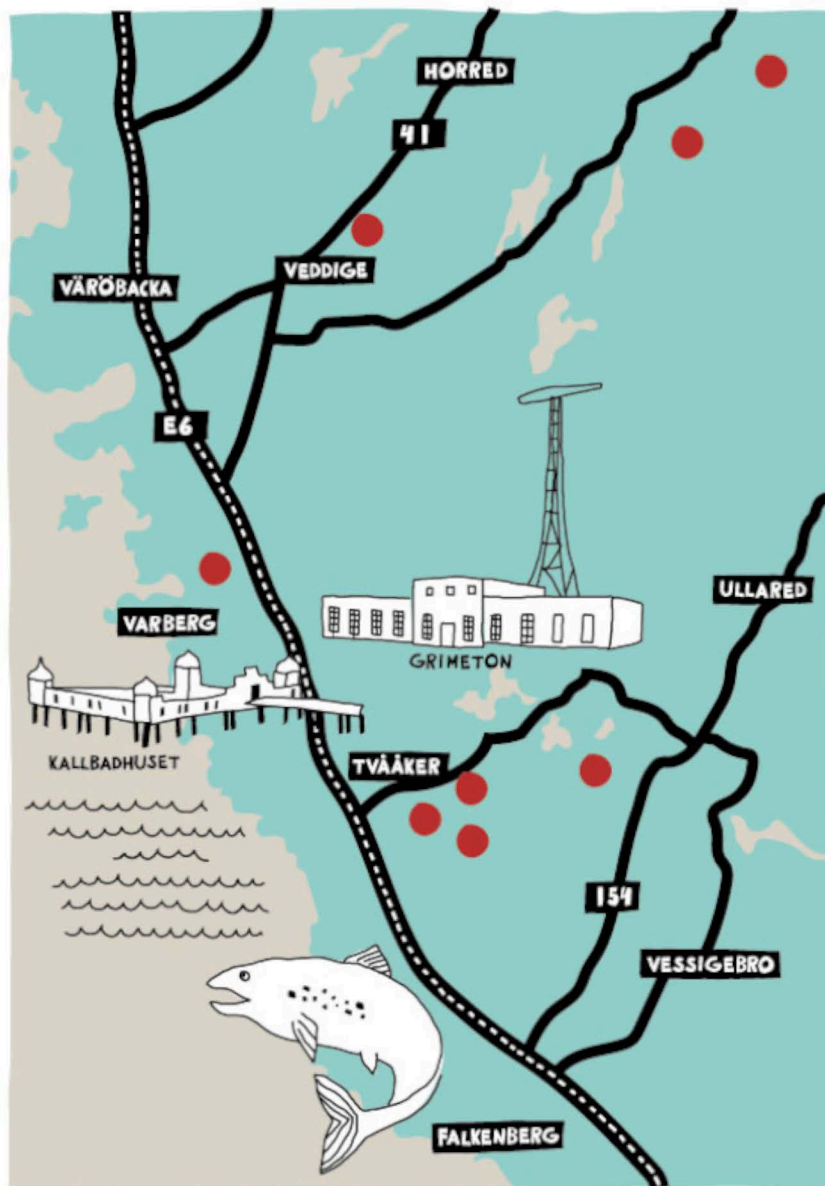 HORRED
41
VEDDIGE
VÄRÖBACKA
E6
ULLARED
VARBERG
GRIMETON
KALLBADHUSET
TVÅÅKER
154
VESSIGEBRO
FALKENBERG